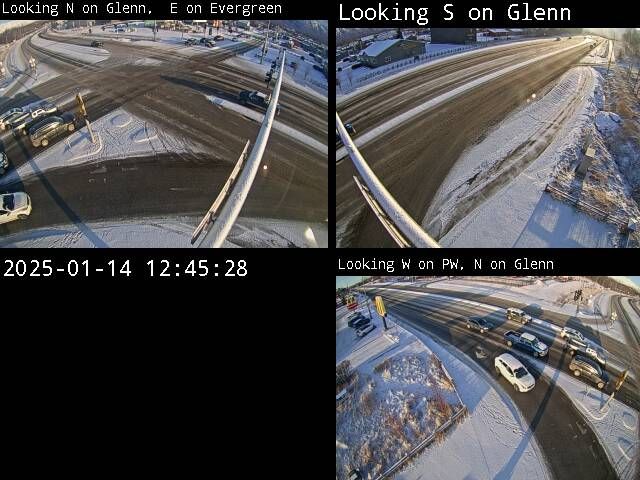 Looking N on Glenn,  E on Evergreen
Looking S on Glenn
2025-01-14 12:45:28
Looking W on PW, N on Glenn